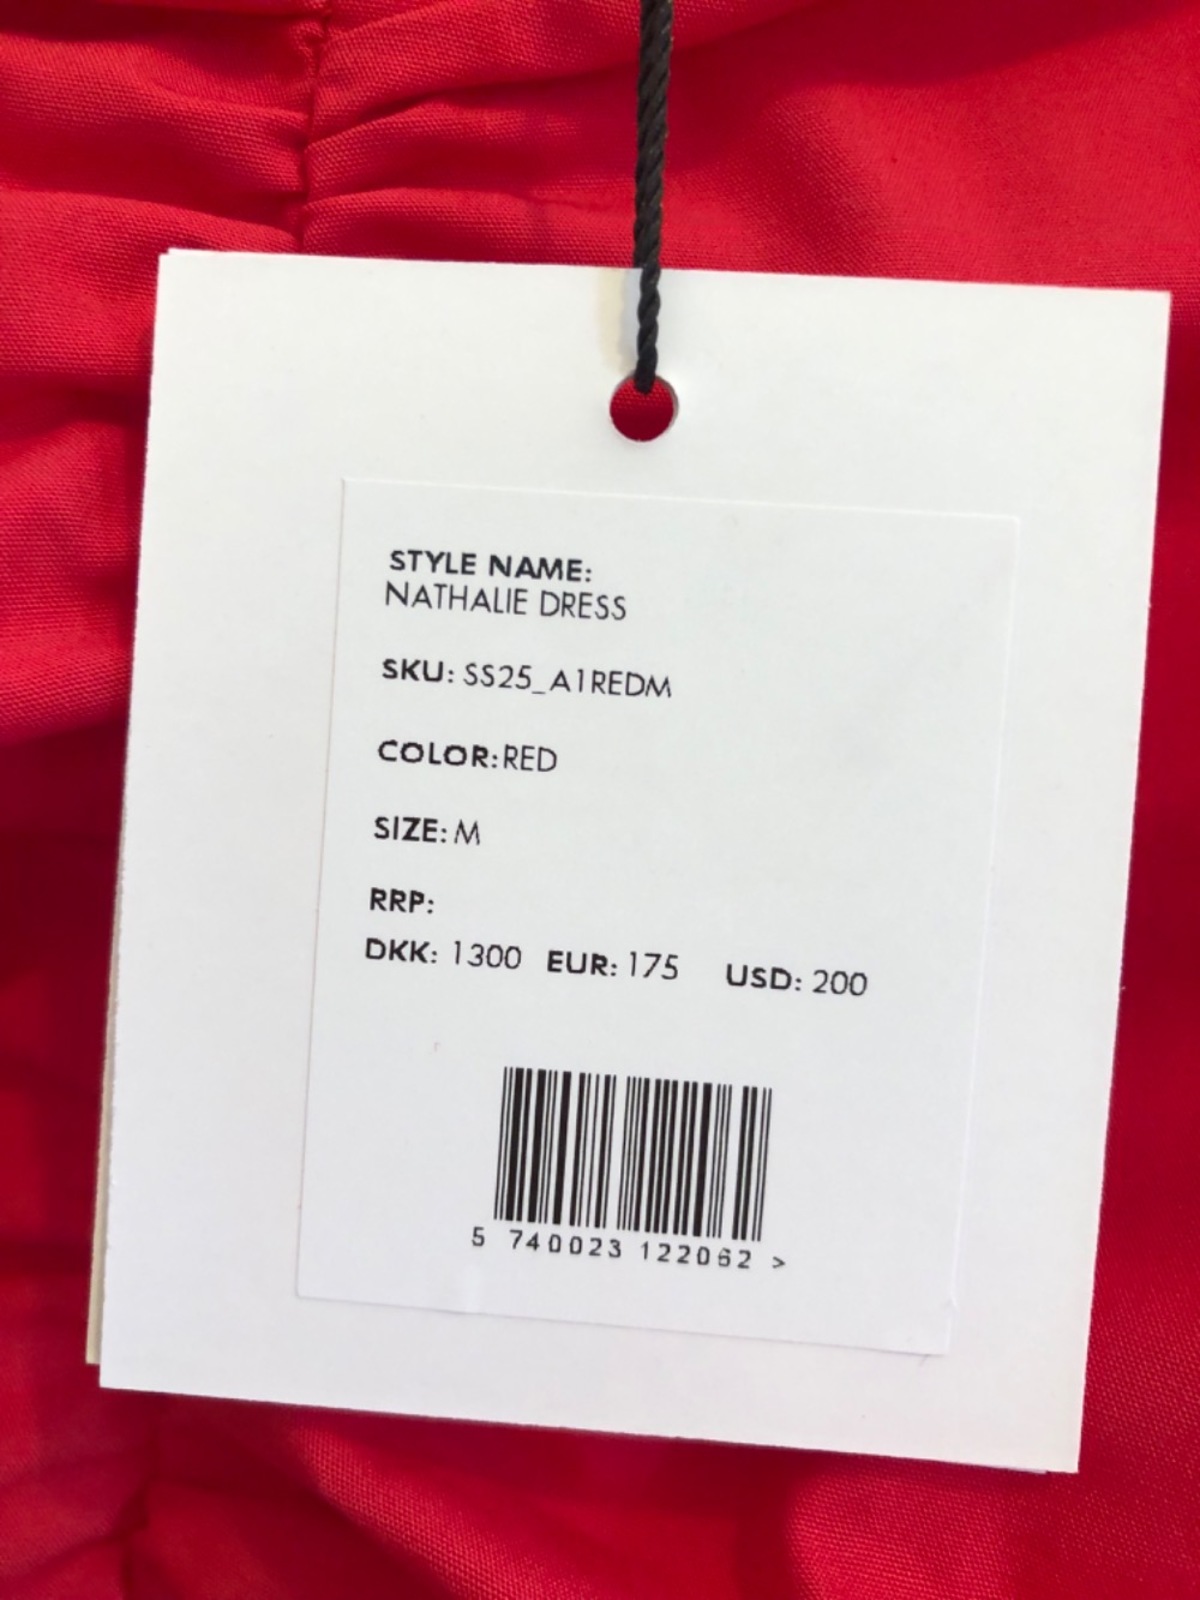 STYLE NAME:
NATHALIE DRESS
SKU: SS25_A1REDM
COLOR:RED
SIZE: M
RRP:
DKK: 1300 EUR: 175 USD: 200
5 740023 122062 >